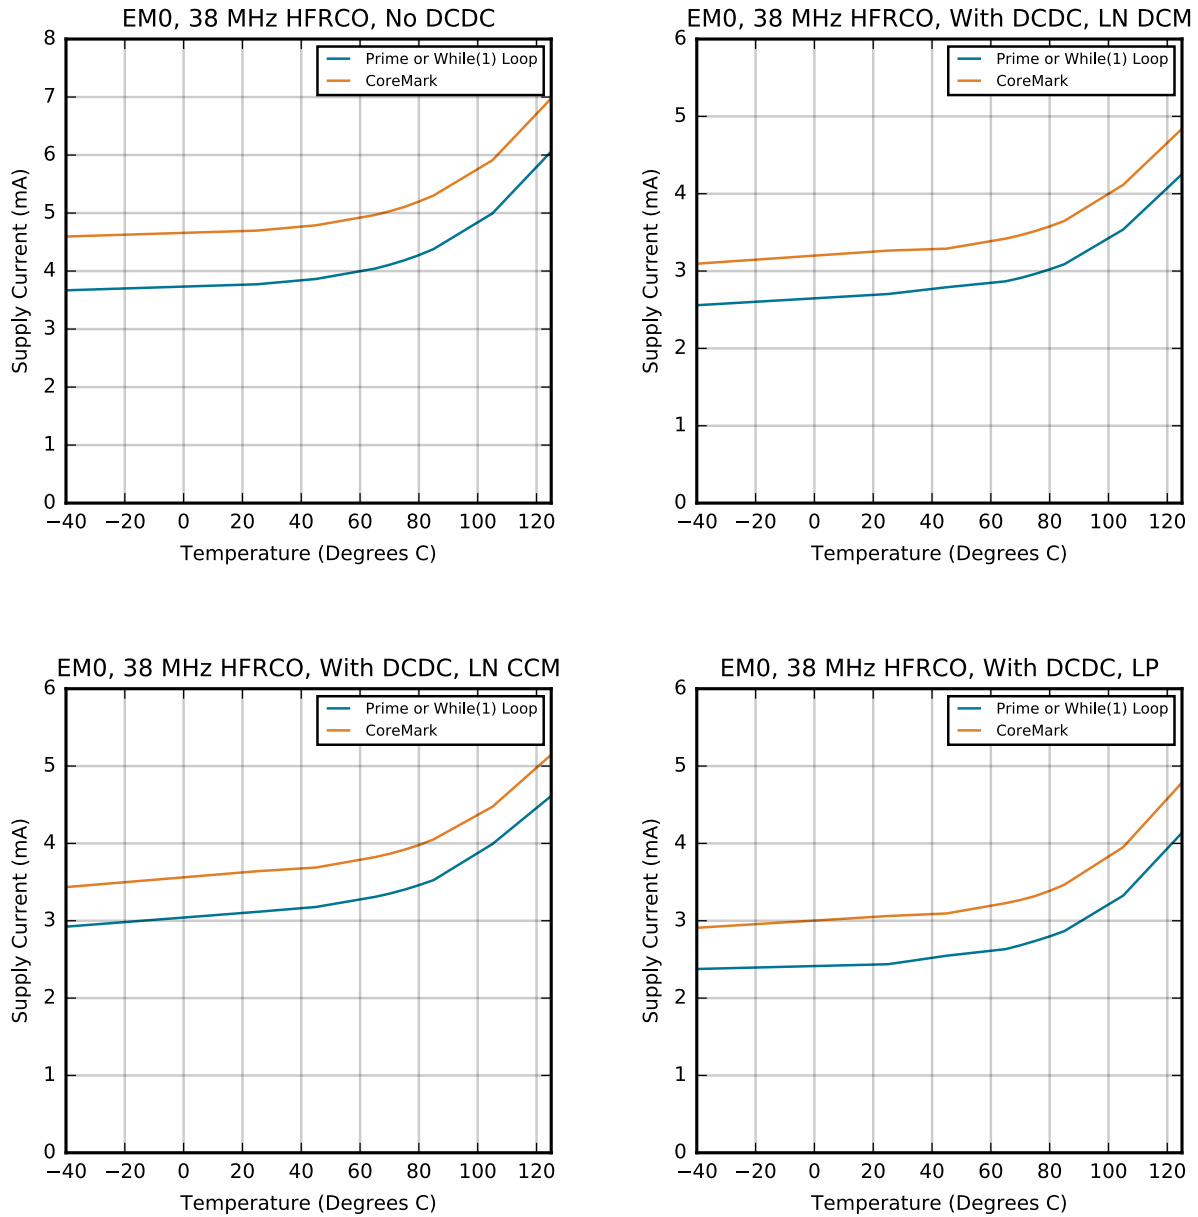 EM0, 38 MHz HFRCO, No DCDC
8
7
6
5
4
3
2
1
0
Supply Current (mA)
Prime or While(1) Loop
CoreMark
−40 −20 0 20 40 60 80 100 120
Temperature (Degrees C)
EM0, 38 MHz HFRCO, With DCDC, LN DCM
6
5
4
3
2
1
0
Supply Current (mA)
Prime or While(1) Loop
CoreMark
−40 −20 0 20 40 60 80 100 120
Temperature (Degrees C)
EM0, 38 MHz HFRCO, With DCDC, LN CCM
6
5
4
3
2
1
0
Supply Current (mA)
Prime or While(1) Loop
CoreMark
−40 −20 0 20 40 60 80 100 120
Temperature (Degrees C)
EM0, 38 MHz HFRCO, With DCDC, LP
6
5
4
3
2
1
0
Supply Current (mA)
Prime or While(1) Loop
CoreMark
−40 −20 0 20 40 60 80 100 120
Temperature (Degrees C)